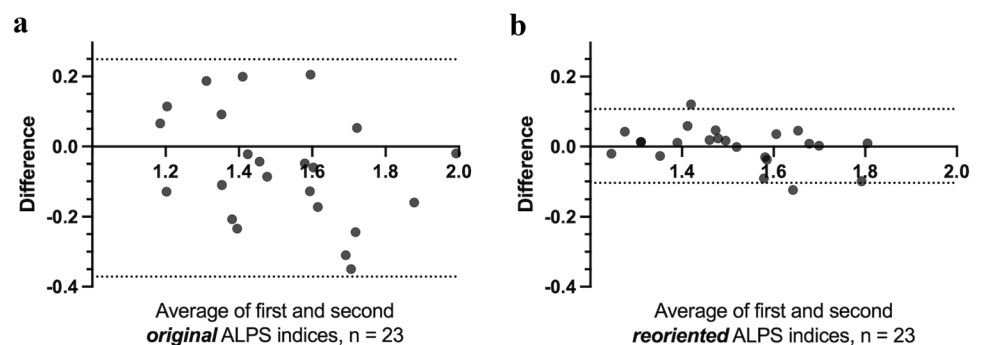 a
b
Difference
0.2
0.0
-0.2
-0.4
1.2
1.4
1.6
1.8
2.0
Average of first and second
original ALPS indices, n = 23
Difference
0.2
0.0
-0.2
-0.4
1.4
1.6
1.8
2.0
Average of first and second
reoriented ALPS indices, n = 23